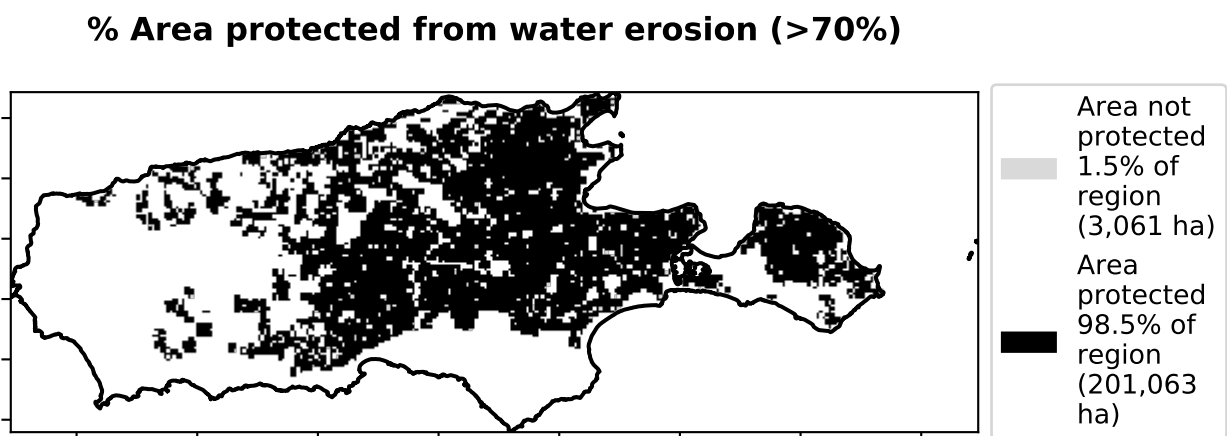 % Area protected from water erosion (>70%)
Area not
protected
1.5% of
region
(3,061 ha)
Area
protected
98.5% of
region
(201,063
ha)